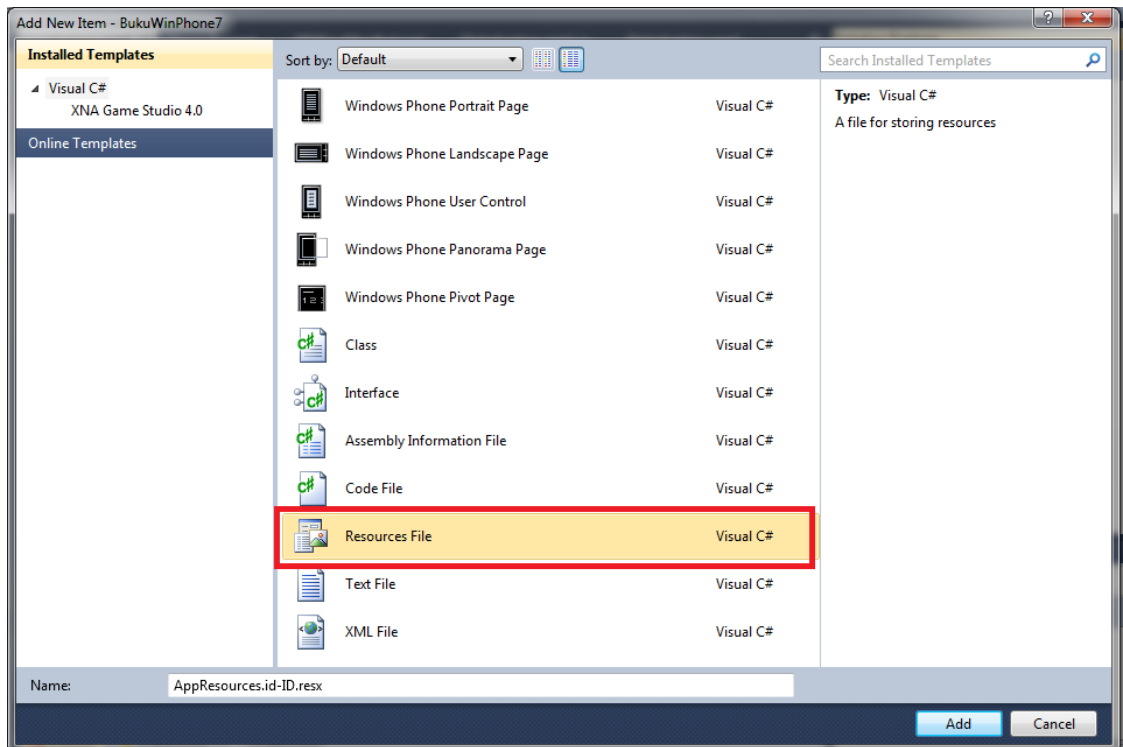 Add New Item - BukuWinPhone7
Installed Templates
Visual C#
XNA Game Studio 4.0
Online Templates
Sort by: Default
Search Installed Templates
Windows Phone Portrait Page Visual C#
Windows Phone Landscape Page Visual C#
Windows Phone User Control Visual C#
Windows Phone Panorama Page Visual C#
Windows Phone Pivot Page Visual C#
Class Visual C#
Interface Visual C#
Assembly Information File Visual C#
Code File Visual C#
Resources File Visual C#
Text File Visual C#
XML File Visual C#
Type: Visual C#
A file for storing resources
Name: AppResources.id-ID.resx
Add Cancel